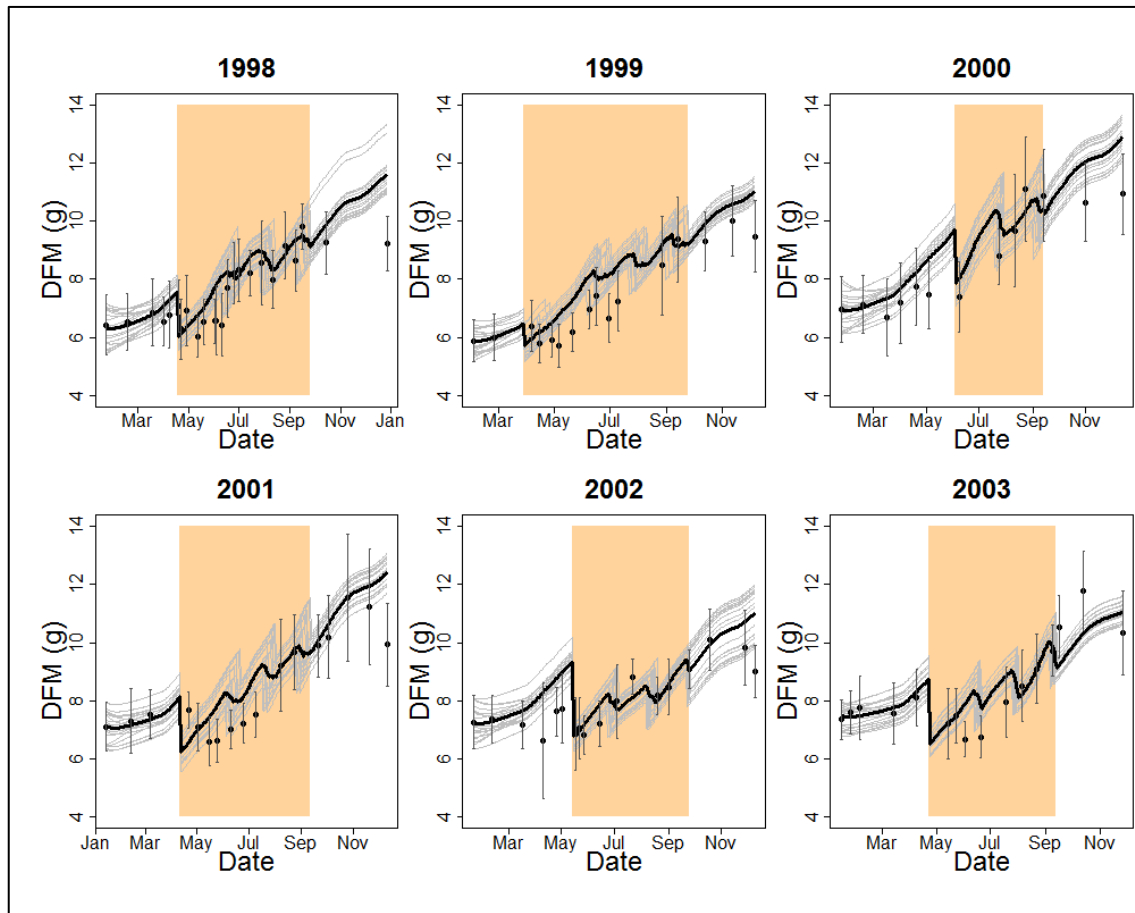 1998
1999
2000
DFM (g)
14
12
10
8
6
4
DFM (g)
14
12
10
8
6
4
DFM (g)
14
12
10
8
6
4
Mar May Jul Sep Nov Jan
Mar May Jul Sep Nov
Mar May Jul Sep Nov
Date
Date
Date
2001
2002
2003
DFM (g)
14
12
10
8
6
4
DFM (g)
14
12
10
8
6
4
DFM (g)
14
12
10
8
6
4
Jan Mar May Jul Sep Nov
Mar May Jul Sep Nov
Mar May Jul Sep Nov
Date
Date
Date